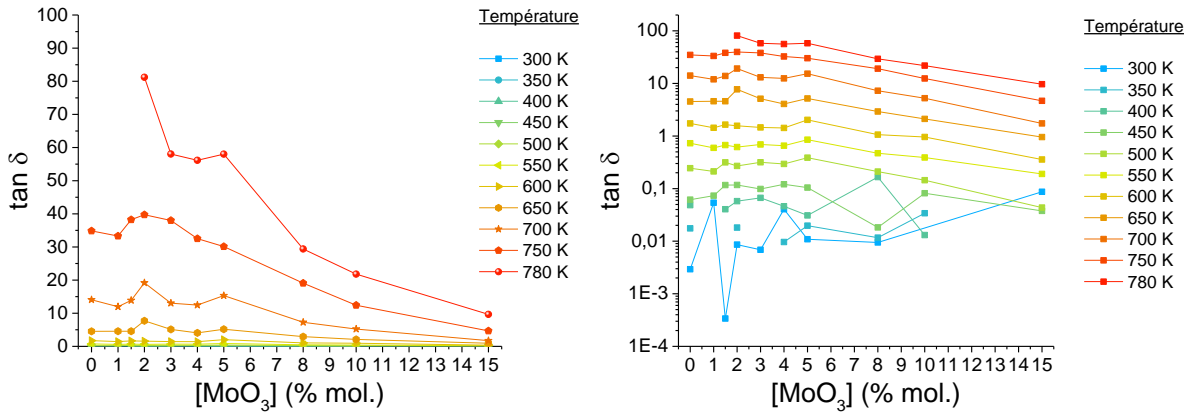 100
90
80
70
60
50
40
30
20
10
0
tan δ
0 1 2 3 4 5 6 7 8 9 10 11 12 13 14 15
[MoO₃] (% mol.)
Température
300 K
350 K
400 K
450 K
500 K
550 K
600 K
650 K
700 K
750 K
780 K
100
10
1
0,1
0,01
1E-3
1E-4
tan δ
0 1 2 3 4 5 6 7 8 9 10 11 12 13 14 15
[MoO₃] (% mol.)
Température
300 K
350 K
400 K
450 K
500 K
550 K
600 K
650 K
700 K
750 K
780 K